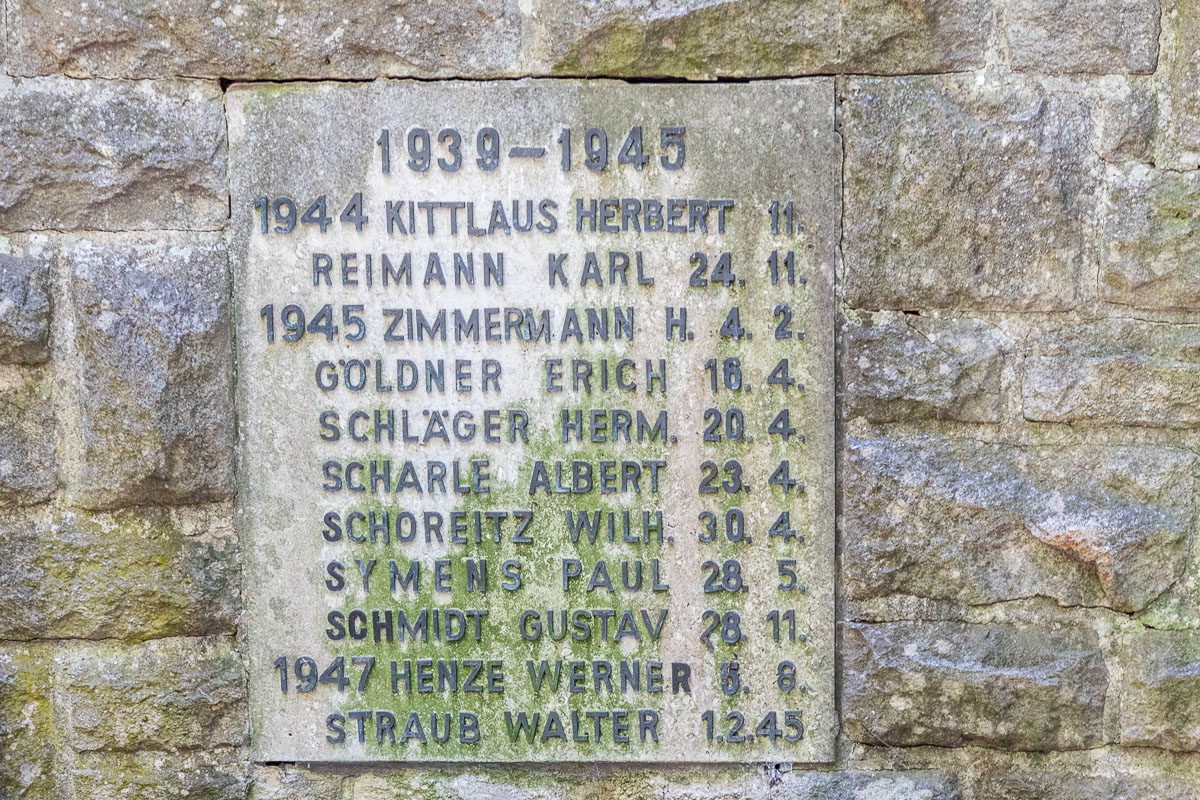 1939–1945
1944 KITTLAUS HERBERT 11.
REIMANN KARL 24. 11.
1945 ZIMMERMANN H. 4. 2.
GÖLDNER ERICH 18. 4.
SCHLÄGER HERM. 20. 4.
SCHARLE ALBERT 23. 4.
SCHOREITZ WILH. 30. 4.
SYMENS PAUL 28. 5.
SCHMIDT GUSTAV 28. 11.
1947 HENZE WERNER 5. 8.
STRAUB WALTER 1.2.45